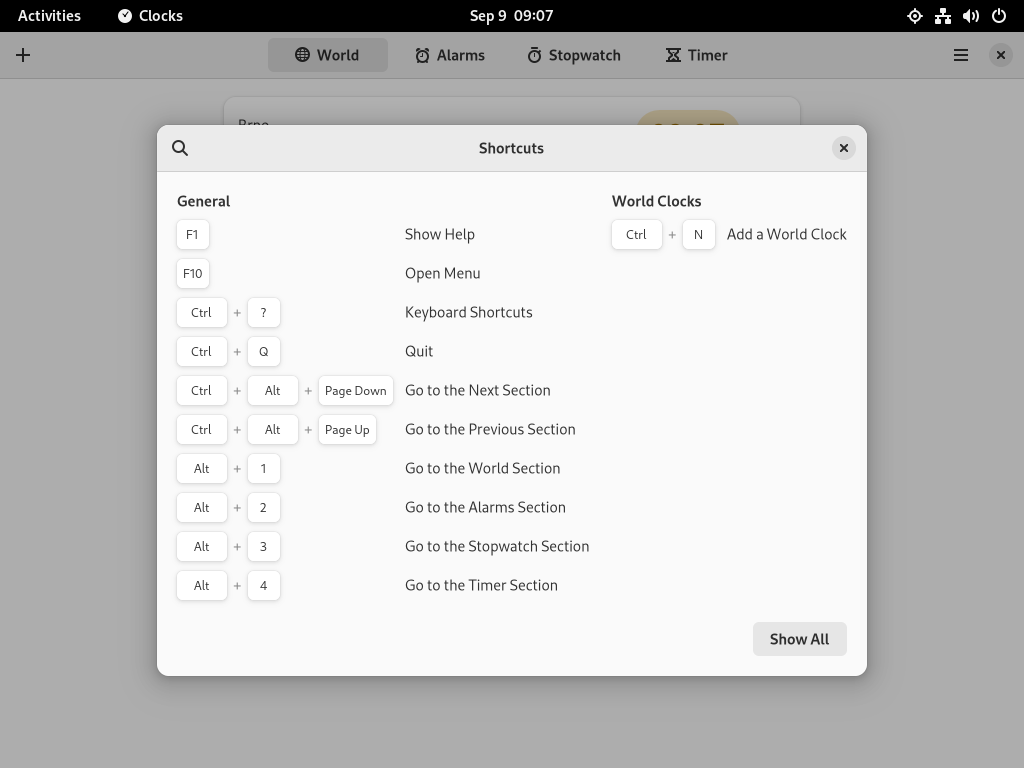 Activities Clocks Sep 9 09:07
World Alarms Stopwatch Timer
Shortcuts
General
F1 Show Help
F10 Open Menu
Ctrl + ? Keyboard Shortcuts
Ctrl + Q Quit
Ctrl + Alt + Page Down Go to the Next Section
Ctrl + Alt + Page Up Go to the Previous Section
Alt + 1 Go to the World Section
Alt + 2 Go to the Alarms Section
Alt + 3 Go to the Stopwatch Section
Alt + 4 Go to the Timer Section
World Clocks
Ctrl + N Add a World Clock
Show All